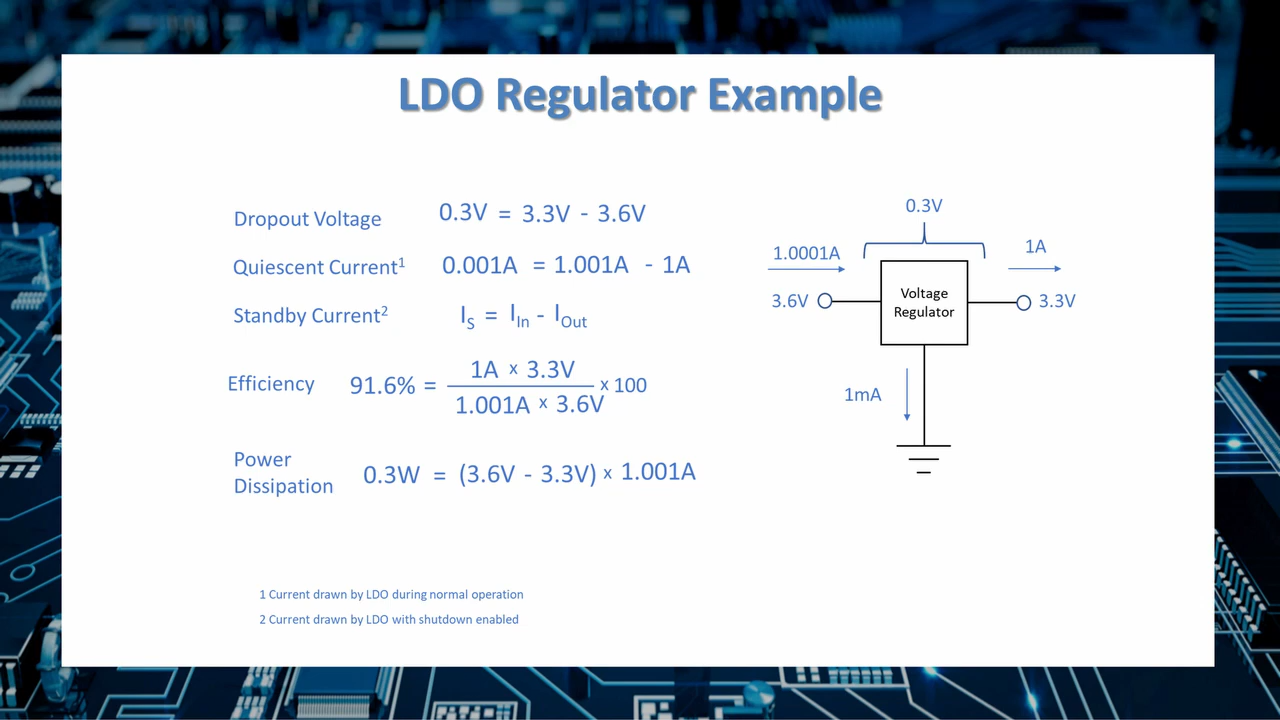 LDO Regulator Example
Dropout Voltage 0.3V = 3.3V - 3.6V
Quiescent Current¹ 0.001A = 1.001A - 1A
Standby Current² I_S = I_In - I_Out
Efficiency 91.6% = 1A x 3.3V / 1.001A x 3.6V x 100
Power
Dissipation 0.3W = (3.6V - 3.3V) x 1.001A
0.3V
1.0001A
1A
3.6V
Voltage
Regulator
3.3V
1mA
1 Current drawn by LDO during normal operation
2 Current drawn by LDO with shutdown enabled